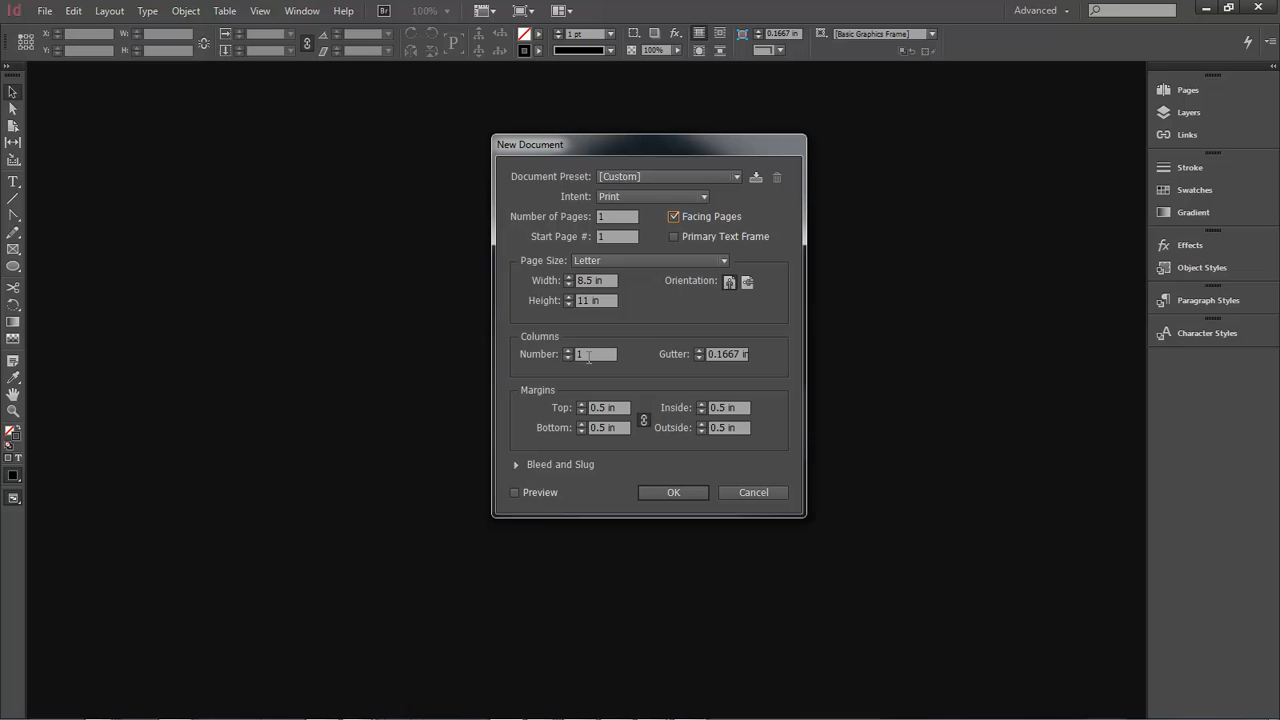 Id File Edit Layout Type Object Table View Window Help Br 100% Advanced
X: W: 1 pt 0.1667 in [Basic Graphics Frame]
Y: H: P fx. 100%
New Document
Document Preset: [Custom]
Intent: Print
Number of Pages: 1 Facing Pages
Start Page #: 1 Primary Text Frame
Page Size: Letter
Width: 8.5 in Orientation:
Height: 11 in
Columns
Number: 1 Gutter: 0.1667 in
Margins
Top: 0.5 in Inside: 0.5 in
Bottom: 0.5 in Outside: 0.5 in
Bleed and Slug
Preview OK Cancel
Pages
Layers
Links
Stroke
Swatches
Gradient
Effects
Object Styles
Paragraph Styles
Character Styles
T
T